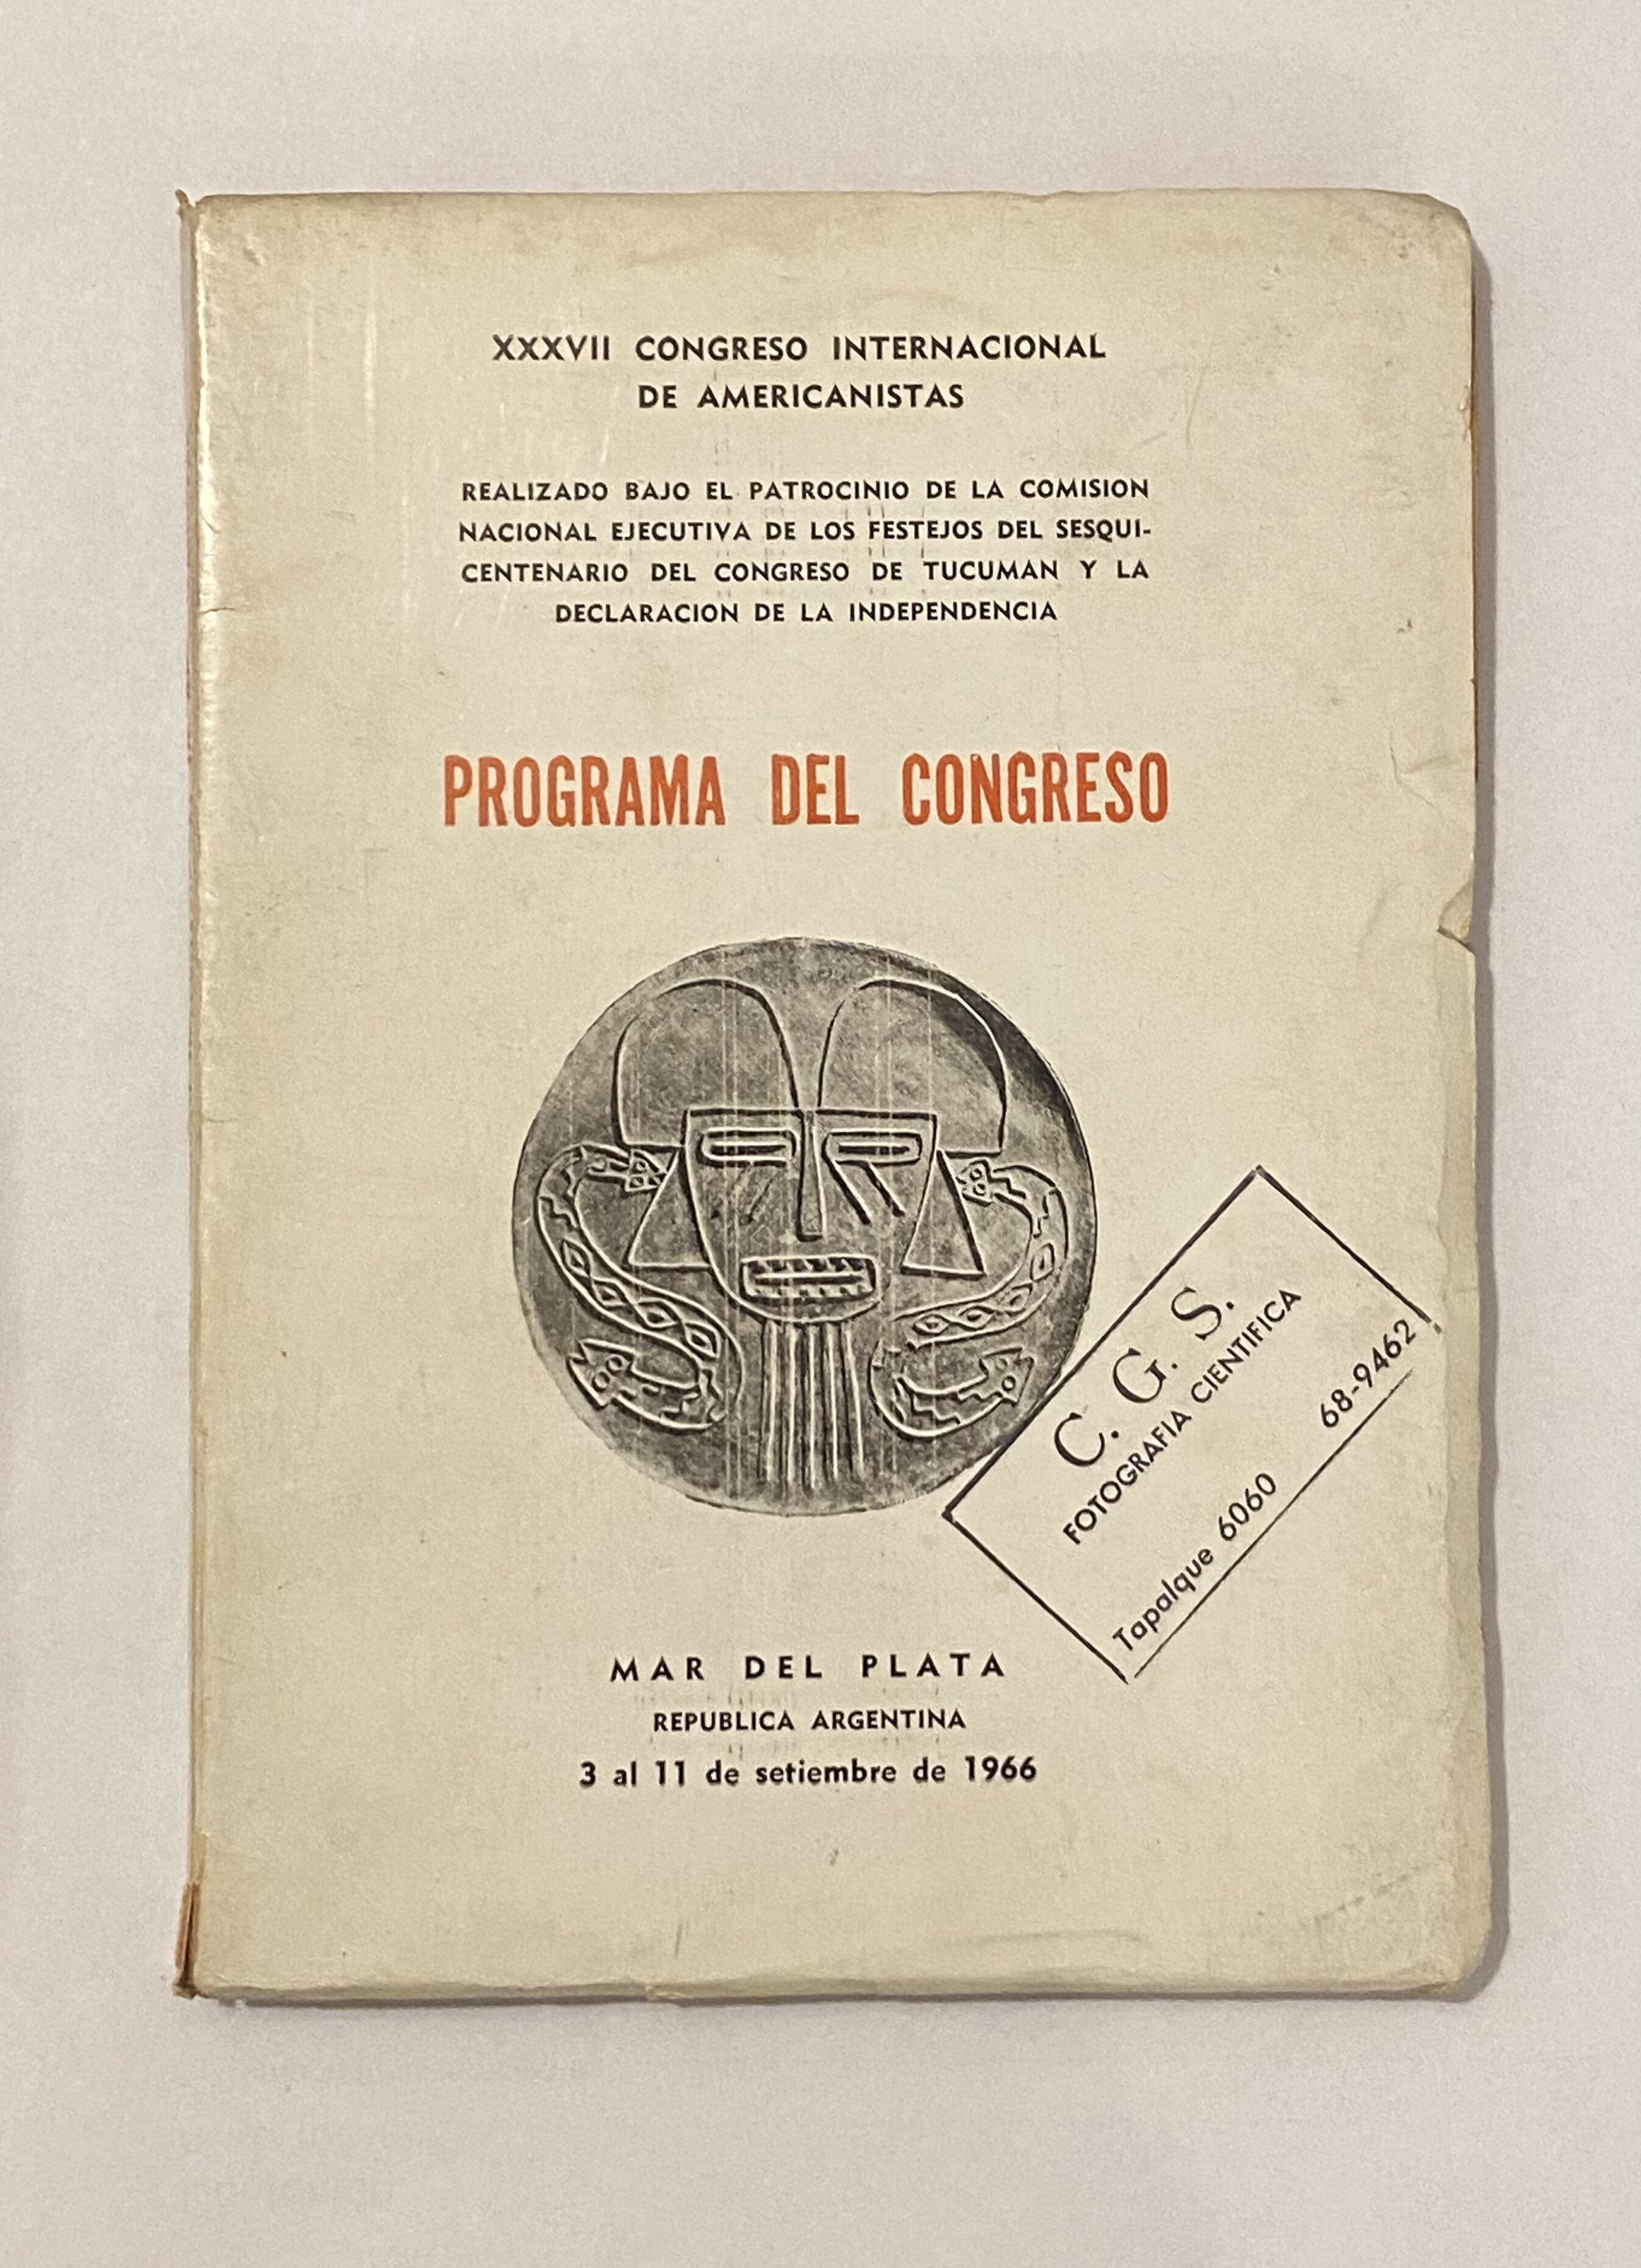 XXXVII CONGRESO INTERNACIONAL
DE AMERICANISTAS
REALIZADO BAJO EL PATROCINIO DE LA COMISION
NACIONAL EJECUTIVA DE LOS FESTEJOS DEL SESQUI-
CENTENARIO DEL CONGRESO DE TUCUMAN Y LA
DECLARACION DE LA INDEPENDENCIA
PROGRAMA DEL CONGRESO
C. G. S.
FOTOGRAFIA CIENTIFICA
Tapalque 6060 68-9462
MAR DEL PLATA
REPUBLICA ARGENTINA
3 al 11 de setiembre de 1966